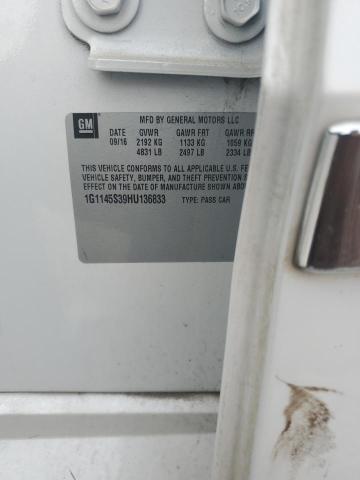 GM
MFD BY GENERAL MOTORS LLC
DATE GVWR GAWR FRT GAWR RR
09/16 2192 KG 1133 KG 1059 KG
4831 LB 2497 LB 2334 LB
THIS VEHICLE CONFORMS TO ALL APPLICABLE U.S. FE
VEHICLE SAFETY, BUMPER, AND THEFT PREVENTION S
EFFECT ON THE DATE OF MANUFACTURE SHOWN ABOV
1G1145S39HU136833 TYPE: PASS CAR